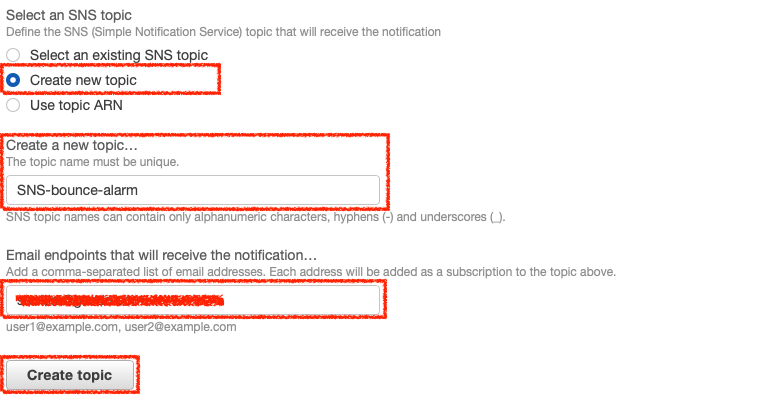 Select an SNS topic
Define the SNS (Simple Notification Service) topic that will receive the notification
Select an existing SNS topic
Create new topic
Use topic ARN
Create a new topic…
The topic name must be unique.
SNS-bounce-alarm
SNS topic names can contain only alphanumeric characters, hyphens (-) and underscores (_).
Email endpoints that will receive the notification…
Add a comma-separated list of email addresses. Each address will be added as a subscription to the topic above.
user1@example.com, user2@example.com
Create topic